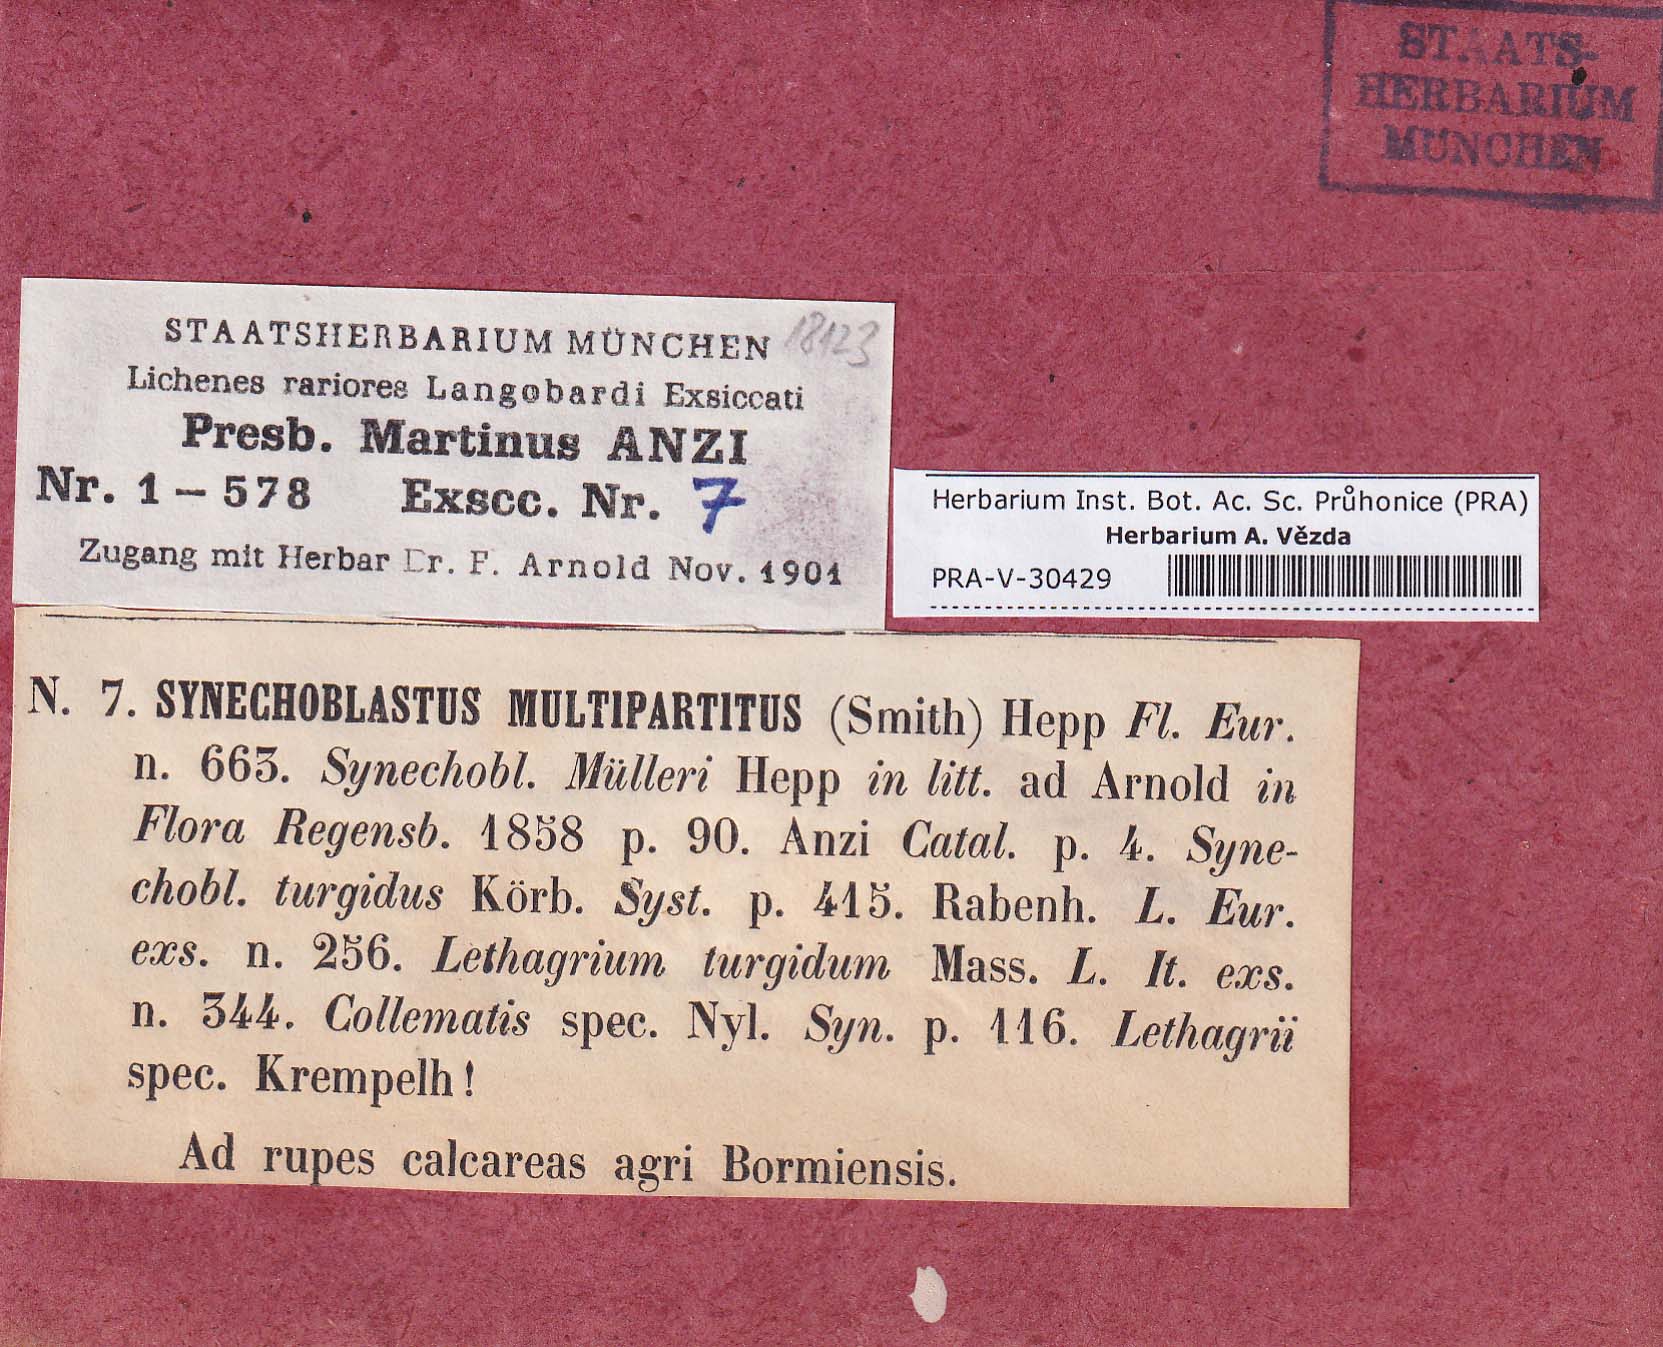 STAATS-
HERBARIUM
MÜNCHEN
STAATSHERBARIUM MÜNCHEN 18123
Lichenes rariores Langobardi Exsiccati
Presb. Martinus ANZI
Nr. 1 – 578 Exscc. Nr. 7
Zugang mit Herbar Dr. F. Arnold Nov. 1901
Herbarium Inst. Bot. Ac. Sc. Průhonice (PRA)
Herbarium A. Vězda
PRA-V-30429
N. 7. SYNECHOBLASTUS MULTIPARTITUS (Smith) Hepp Fl. Eur.
n. 663. Synechobl. Mülleri Hepp in litt. ad Arnold in
Flora Regensb. 1858 p. 90. Anzi Catal. p. 4. Syne-
chobl. turgidus Körb. Syst. p. 415. Rabenh. L. Eur.
exs. n. 256. Lethagrium turgidum Mass. L. It. exs.
n. 344. Collematis spec. Nyl. Syn. p. 116. Lethagrii
spec. Krempelh!
Ad rupes calcareas agri Bormiensis.